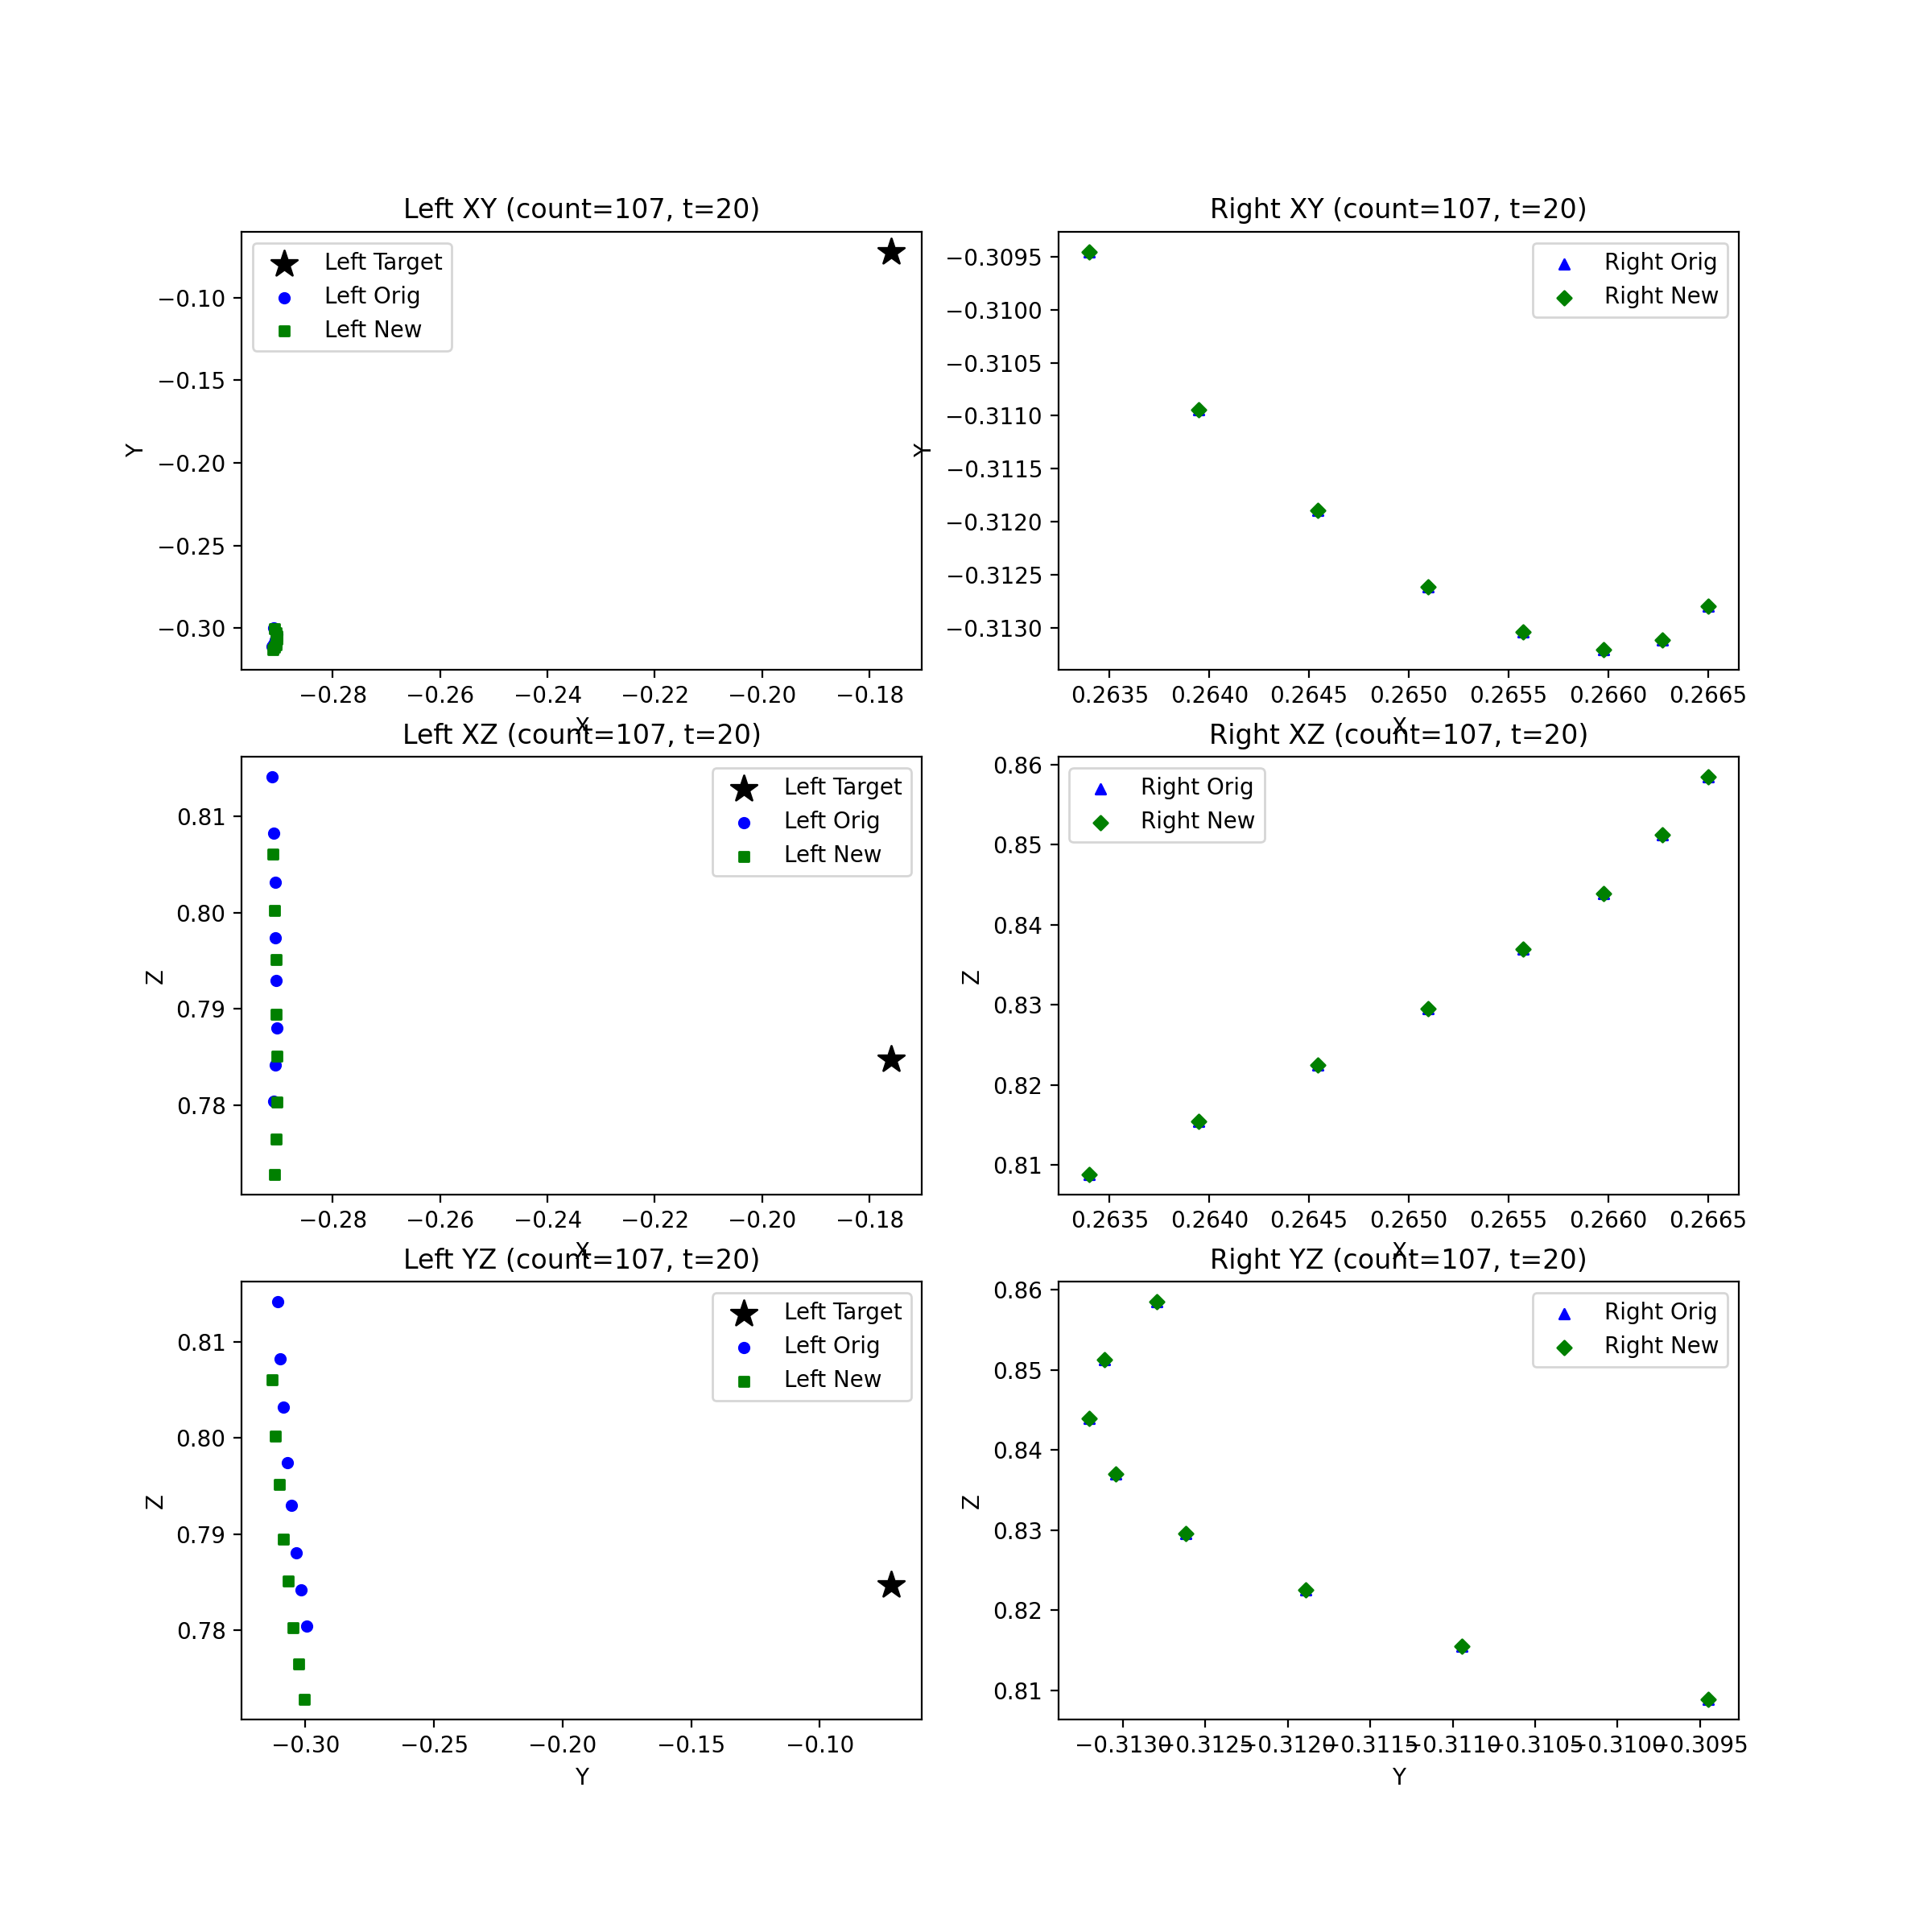 Left XY (count=107, t=20)
Left Target
Left Orig
Left New
−0.10
−0.15
−0.20
−0.25
−0.30
Y
−0.28
−0.26
−0.24
−0.22
−0.20
−0.18
X
Right XY (count=107, t=20)
Right Orig
Right New
−0.3095
−0.3100
−0.3105
−0.3110
−0.3115
−0.3120
−0.3125
−0.3130
Y
0.2635
0.2640
0.2645
0.2650
0.2655
0.2660
0.2665
X
Left XZ (count=107, t=20)
Left Target
Left Orig
Left New
0.81
0.80
0.79
0.78
Z
−0.28
−0.26
−0.24
−0.22
−0.20
−0.18
X
Right XZ (count=107, t=20)
Right Orig
Right New
0.86
0.85
0.84
0.83
0.82
0.81
Z
0.2635
0.2640
0.2645
0.2650
0.2655
0.2660
0.2665
X
Left YZ (count=107, t=20)
Left Target
Left Orig
Left New
0.81
0.80
0.79
0.78
Z
−0.30
−0.25
−0.20
−0.15
−0.10
Y
Right YZ (count=107, t=20)
Right Orig
Right New
0.86
0.85
0.84
0.83
0.82
0.81
Z
−0.3130
−0.3125
−0.3120
−0.3115
−0.3110
−0.3105
−0.3100
−0.3095
Y